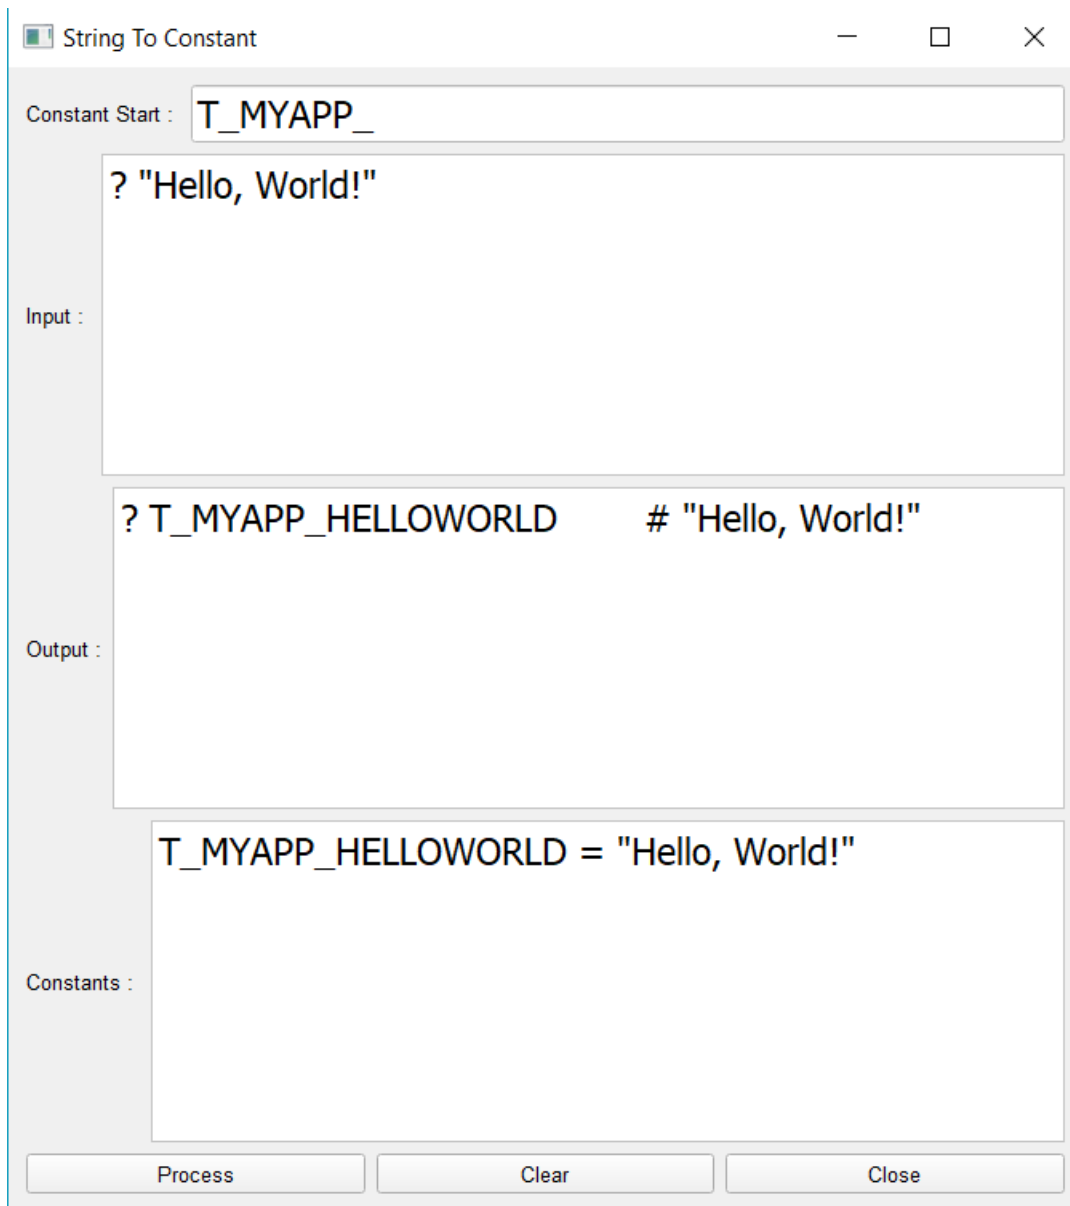 String To Constant
Constant Start : T_MYAPP_
Input : ? "Hello, World!"
Output : ? T_MYAPP_HELLOWORLD # "Hello, World!"
Constants : T_MYAPP_HELLOWORLD = "Hello, World!"
Process Clear Close